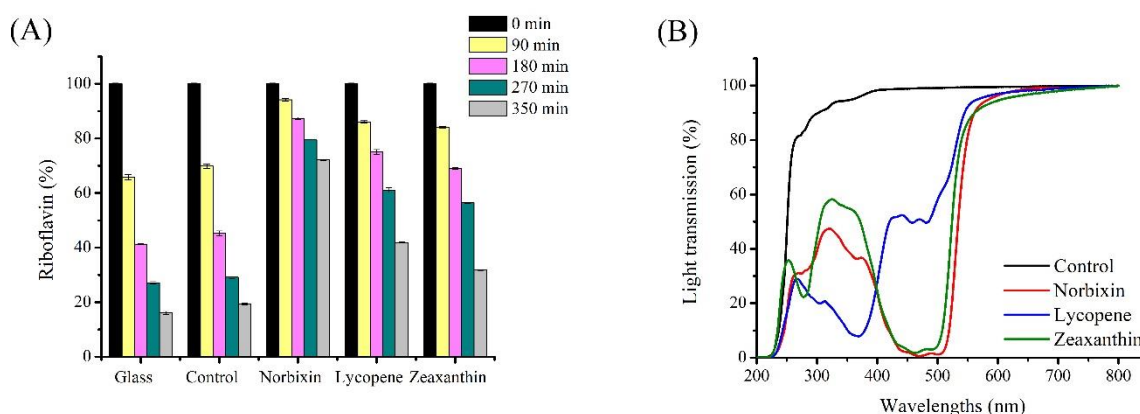 (A)
0 min
90 min
180 min
270 min
350 min
100
80
60
40
20
0
Riboflavin (%)
Glass Control Norbixin Lycopene Zeaxanthin
(B)
100
80
60
40
20
0
Light transmission (%)
Control
Norbixin
Lycopene
Zeaxanthin
200 300 400 500 600 700 800
Wavelengths (nm)